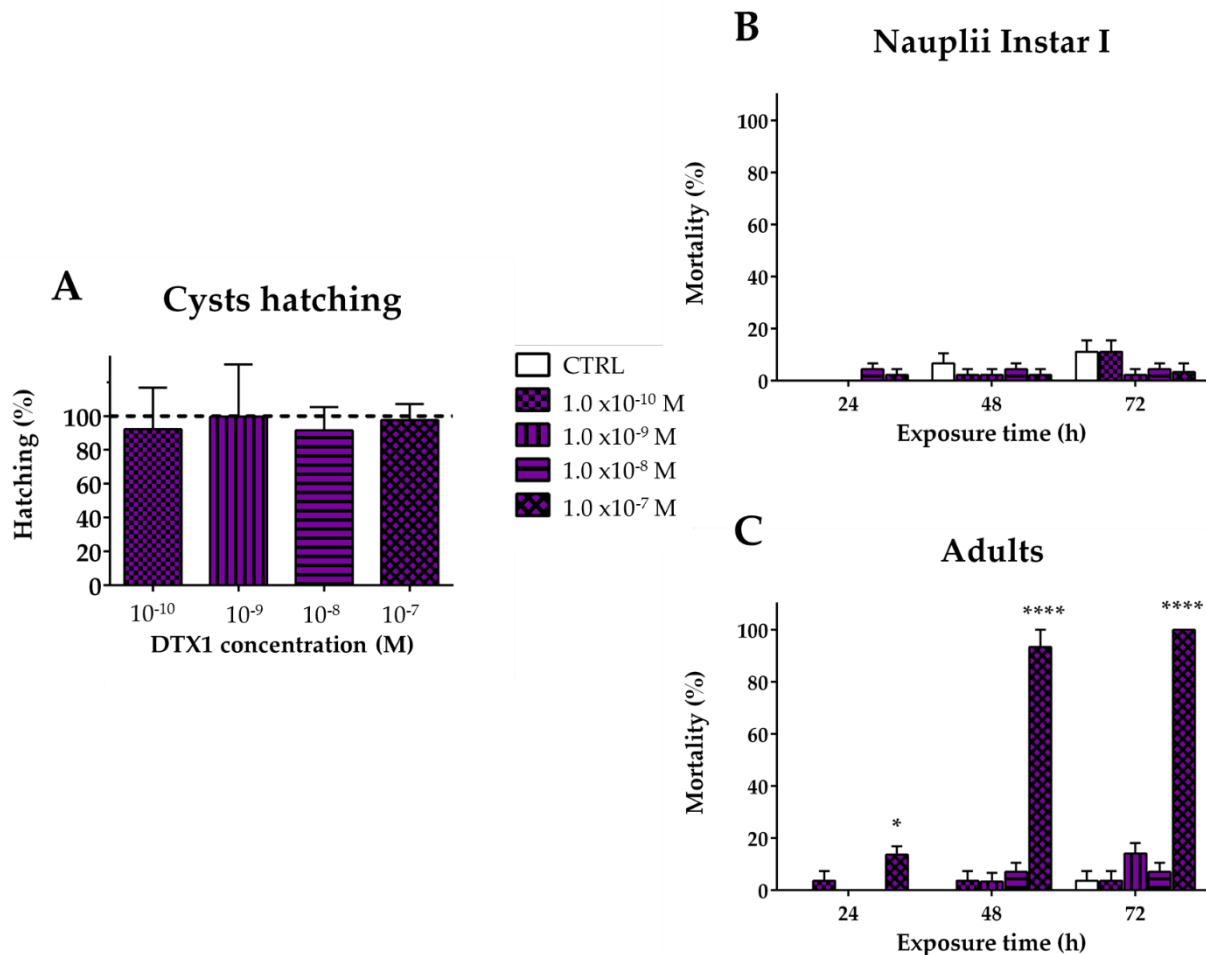 A
Cysts hatching
Hatching (%)
100
80
60
40
20
0
10⁻¹⁰ 10⁻⁹ 10⁻⁸ 10⁻⁷
DTX1 concentration (M)
CTRL
1.0 x10⁻¹⁰ M
1.0 x10⁻⁹ M
1.0 x10⁻⁸ M
1.0 x10⁻⁷ M
B
Nauplii Instar I
Mortality (%)
100
80
60
40
20
0
24 48 72
Exposure time (h)
C
Adults
Mortality (%)
100
80
60
40
20
0
* **** ****
24 48 72
Exposure time (h)